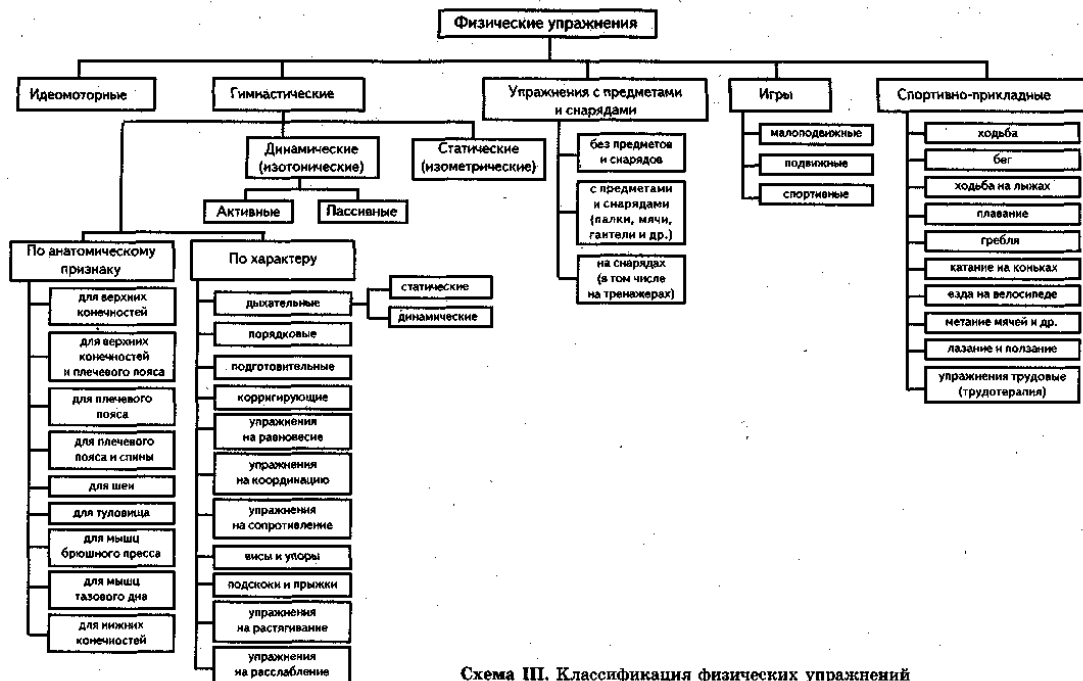 Физические упражнения
Идеомоторные
Гимнастические
Упражнения с предметами
и снарядами
Игры
Спортивно-прикладные
Динамические
(изотонические)
Статические
(изометрические)
Активные
Пассивные
По анатомическому
признаку
для верхних
конечностей
для верхних
конечностей
и плечевого пояса
для плечевого
пояса
для плечевого
пояса и спины
для шеи
для туловища
для мышц
брюшного пресса
для мышц
тазового дна
для нижних
конечностей
По характеру
дыхательные
статические
динамические
порядковые
подготовительные
корригирующие
упражнения
на равновесие
упражнения
на координацию
упражнения
на сопротивление
висы и упоры
подскоки и прыжки
упражнения
на растягивание
упражнения
на расслабление
без предметов
и снарядов
с предметами
и снарядами
(палки, мячи,
гантели и др.)
на снарядах
(в том числе
на тренажерах)
малоподвижные
подвижные
спортивные
ходьба
бег
ходьба на лыжах
плавание
гребля
катание на коньках
езда на велосипеде
метание мячей и др.
лазание и ползание
упражнения трудовые
(трудотерапия)
Схема III. Классификация физических упражнений